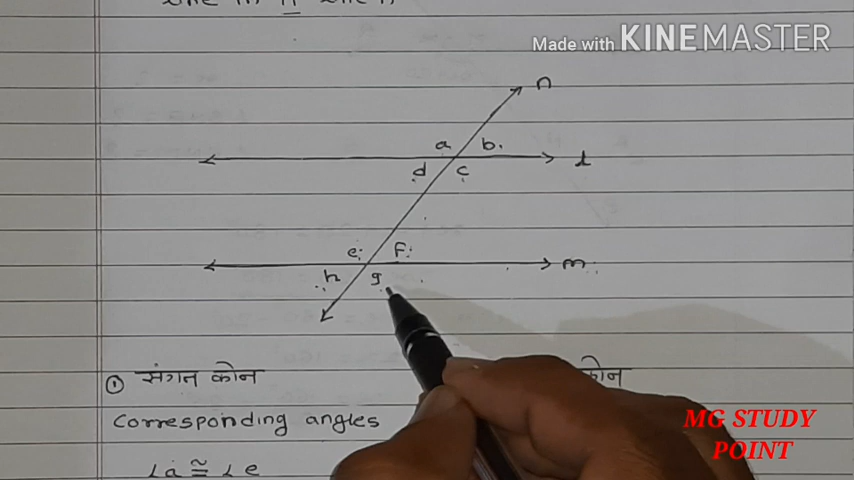 Made with KINEMASTER
n
a b. l
d c
e: f: m
h g
① संगत कोन कोन
Corresponding angles
∠a ≅ ∠e
MG STUDY
POINT